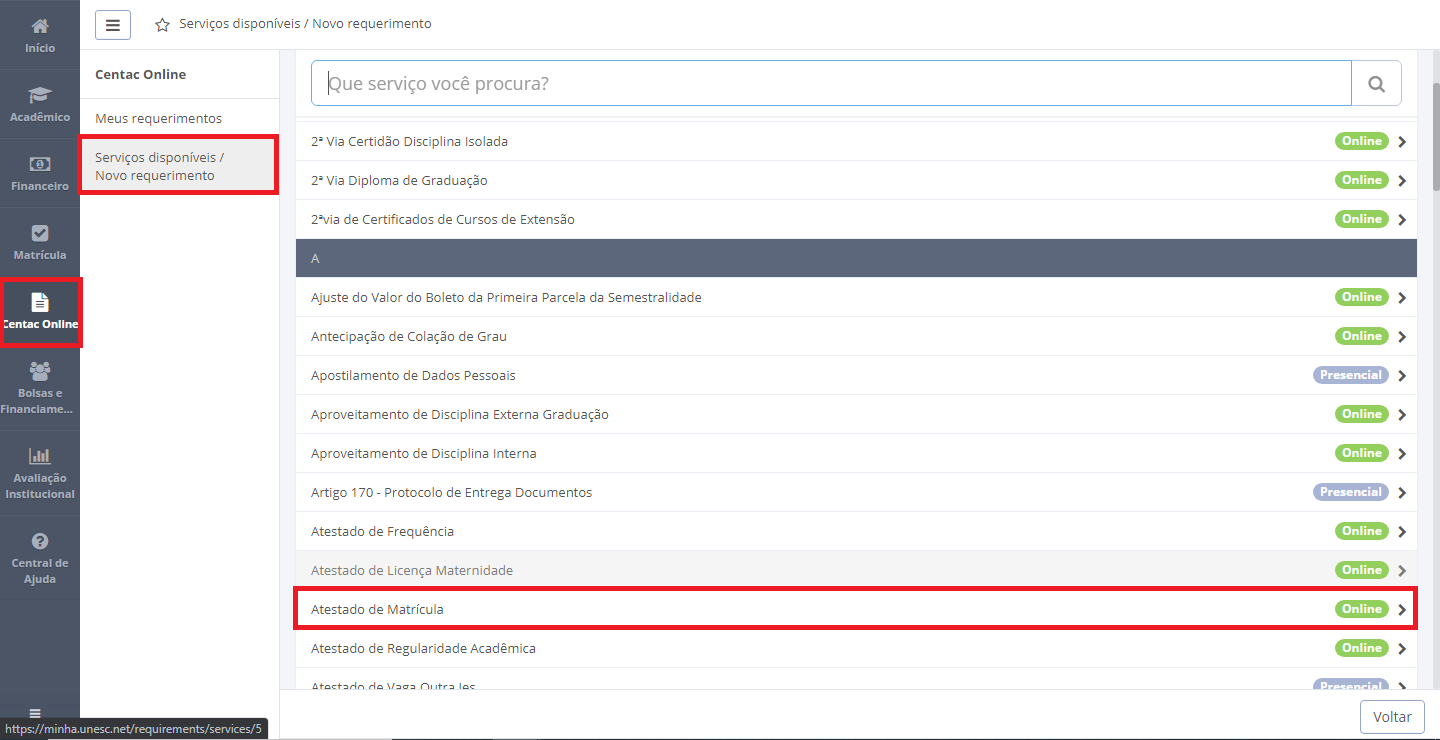 Início
Acadêmico
Financeiro
Matrícula
Centac Online
Bolsas e
Financiame...
Avaliação
Institucional
Central de
Ajuda
Serviços disponíveis / Novo requerimento
Centac Online
Meus requerimentos
Serviços disponíveis /
Novo requerimento
Que serviço você procura?
2ª Via Certidão Disciplina Isolada Online
2ª Via Diploma de Graduação Online
2ªvia de Certificados de Cursos de Extensão Online
A
Ajuste do Valor do Boleto da Primeira Parcela da Semestralidade Online
Antecipação de Colação de Grau Online
Apostilamento de Dados Pessoais Presencial
Aproveitamento de Disciplina Externa Graduação Online
Aproveitamento de Disciplina Interna Online
Artigo 170 - Protocolo de Entrega Documentos Presencial
Atestado de Frequência Online
Atestado de Licença Maternidade Online
Atestado de Matrícula Online
Atestado de Regularidade Acadêmica Online
Atestado de Vaga Outra Ies Presencial
Voltar
https://minha.unesc.net/requirements/services/5